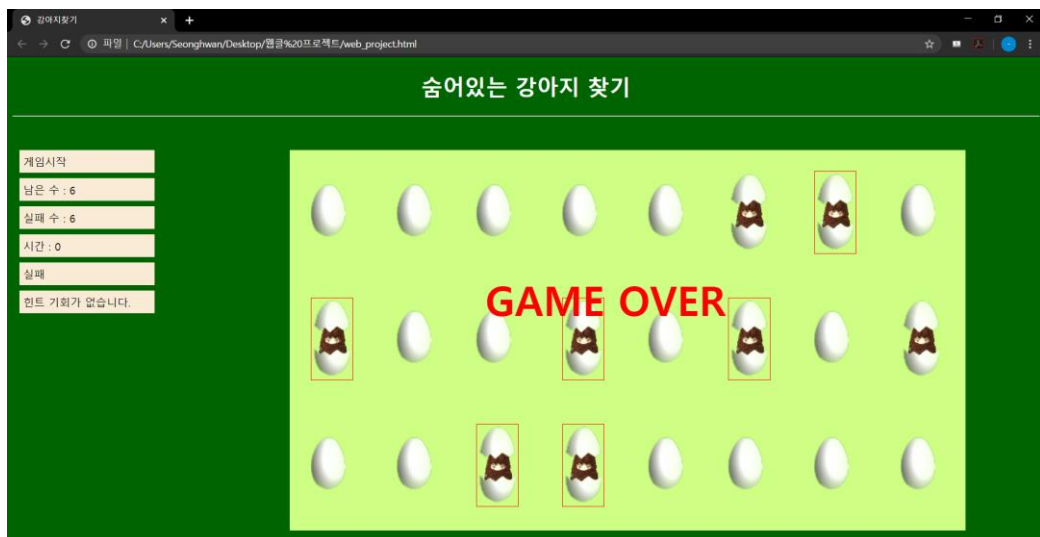 강아지찾기
파일 | C:/Users/Seonghwan/Desktop/웹클%20프로젝트/web_project.html
숨어있는 강아지 찾기
게임시작
남은 수 : 6
실패 수 : 6
시간 : 0
실패
힌트 기회가 없습니다.
GAME OVER